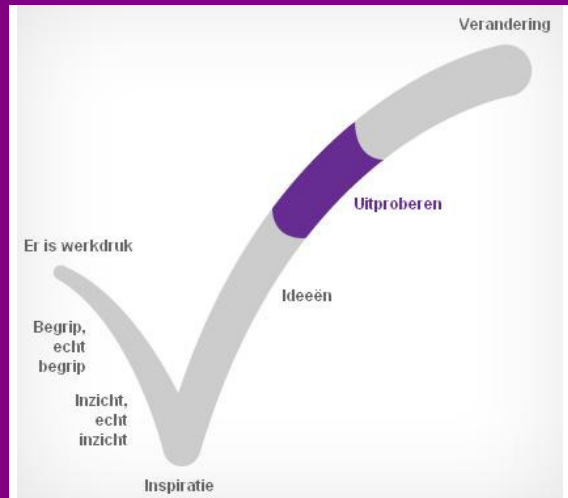 Verandering
Uitproberen
Er is werkdruk
Ideeën
Begrip,
echt
begrip
Inzicht,
echt
inzicht
Inspiratie